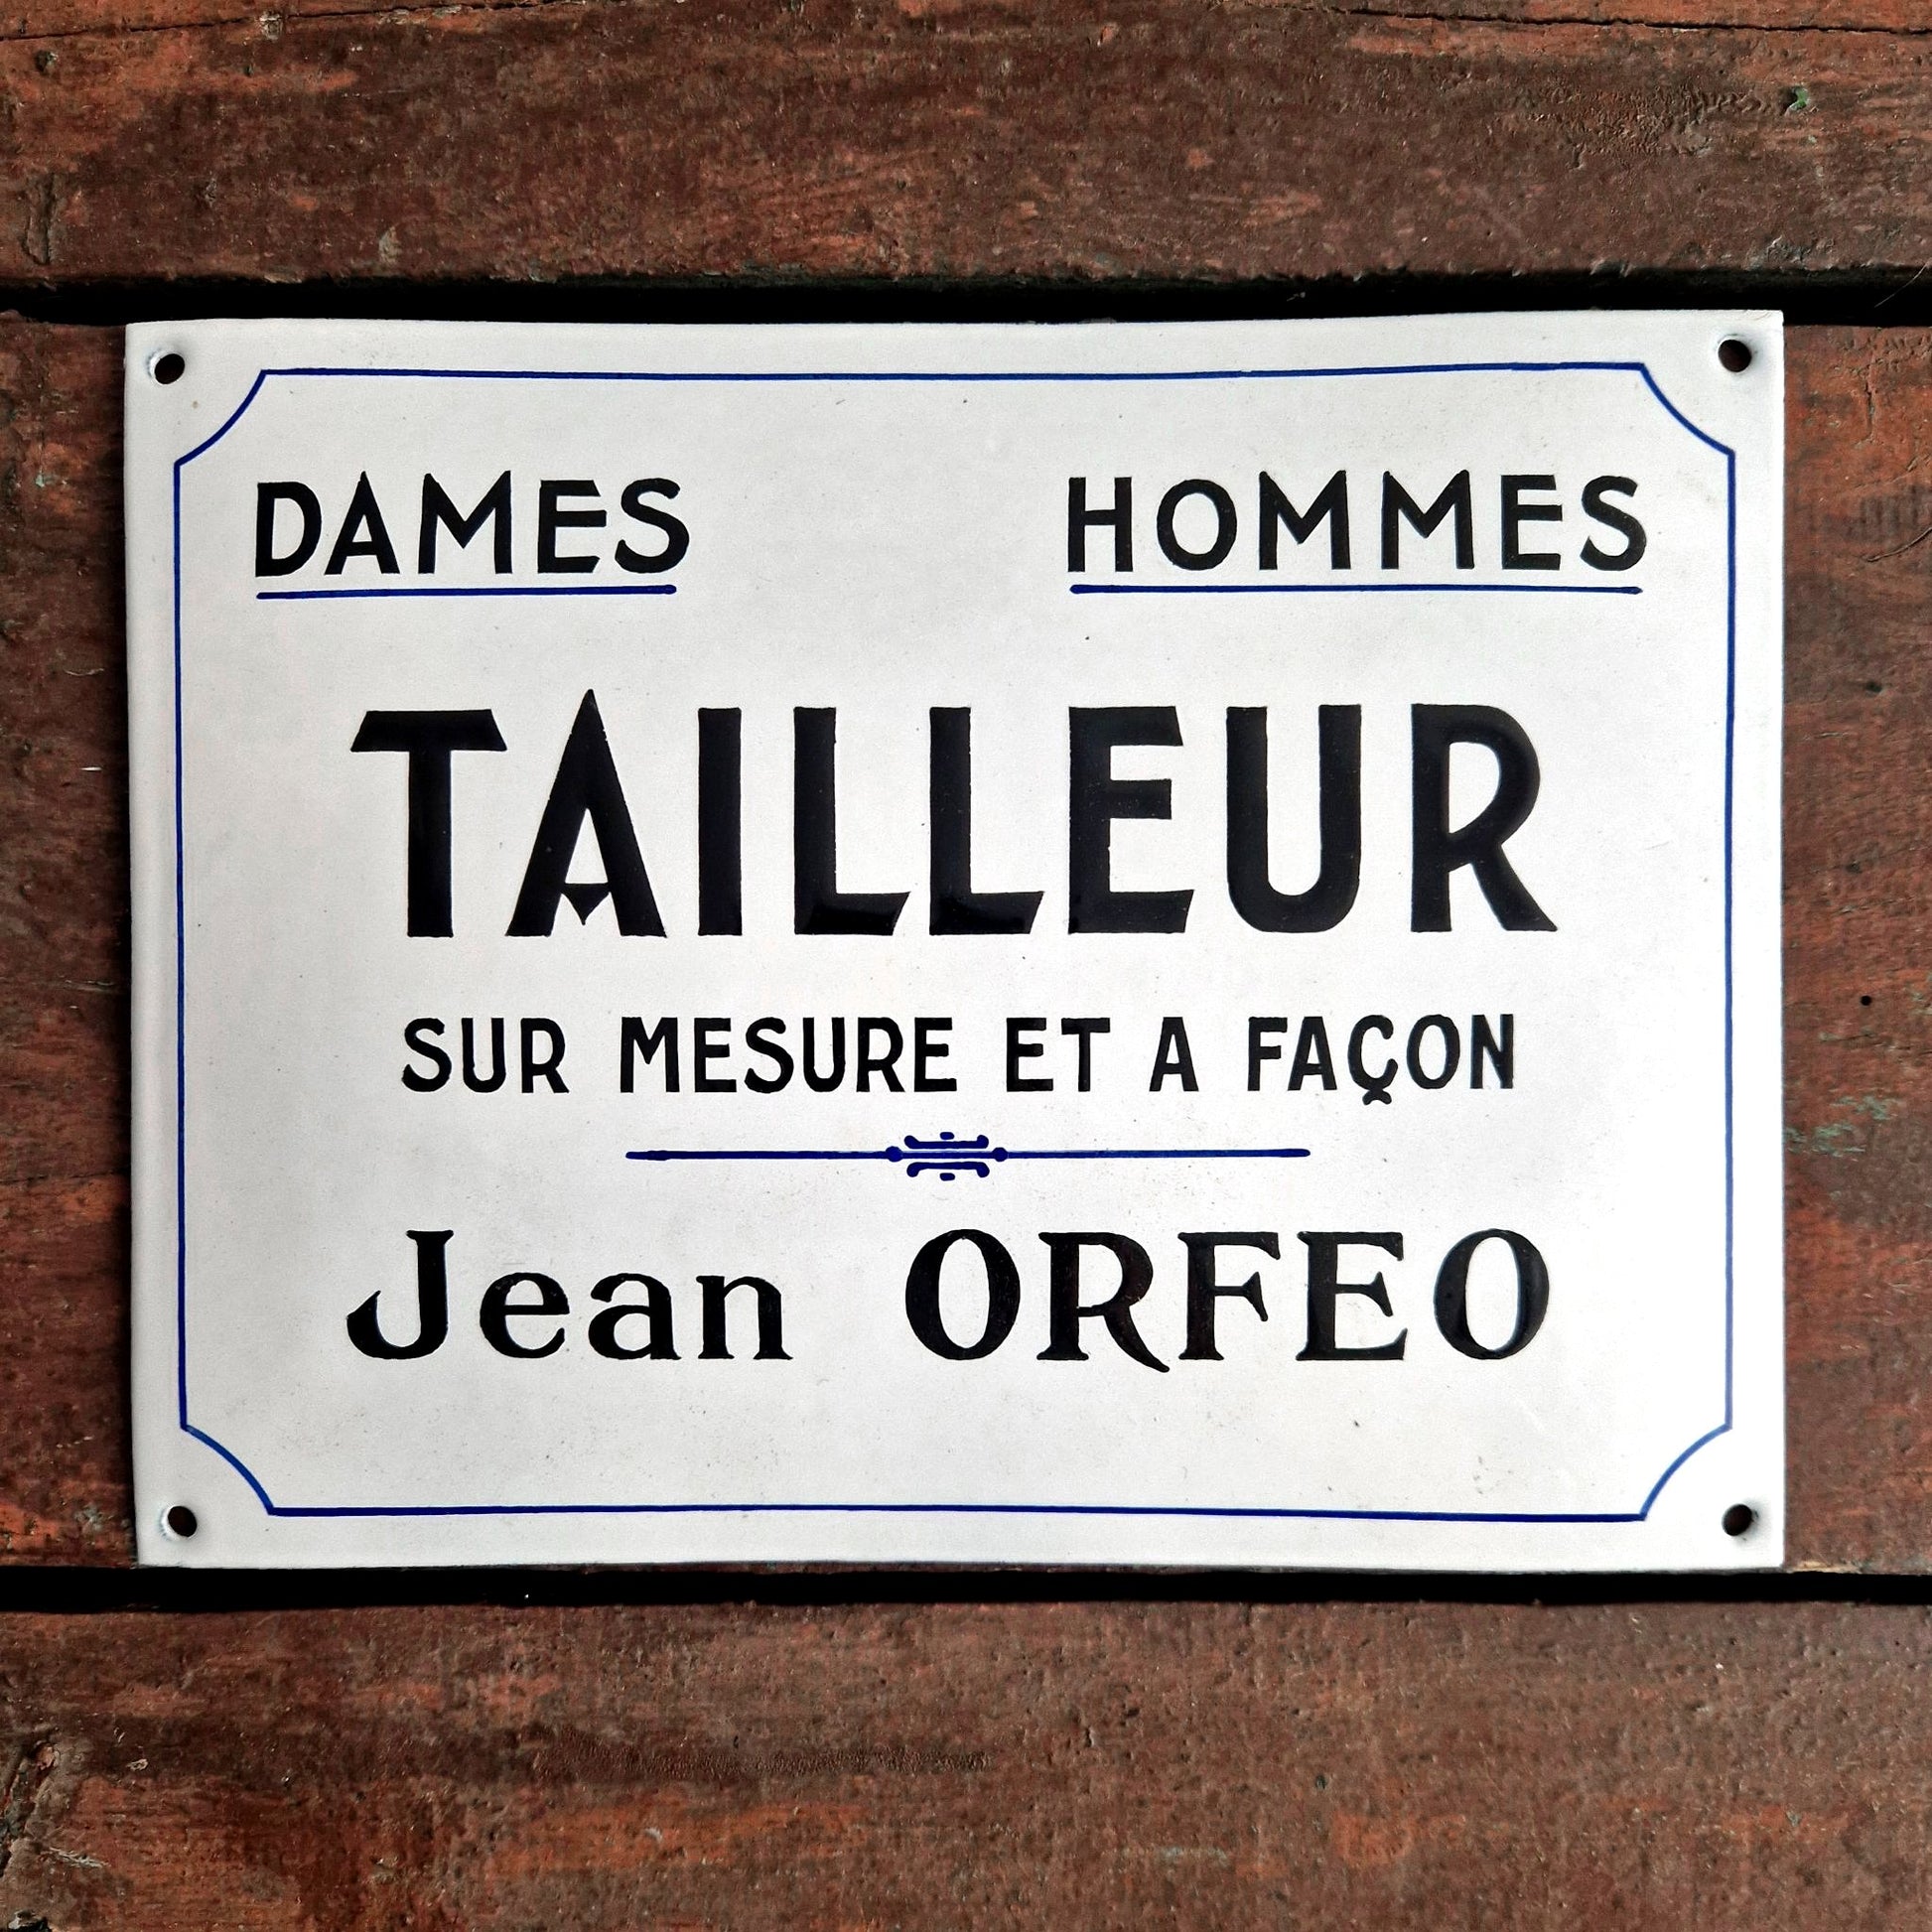 DAMES HOMMES
TAILLEUR
SUR MESURE ET A FAÇON
Jean ORFEO